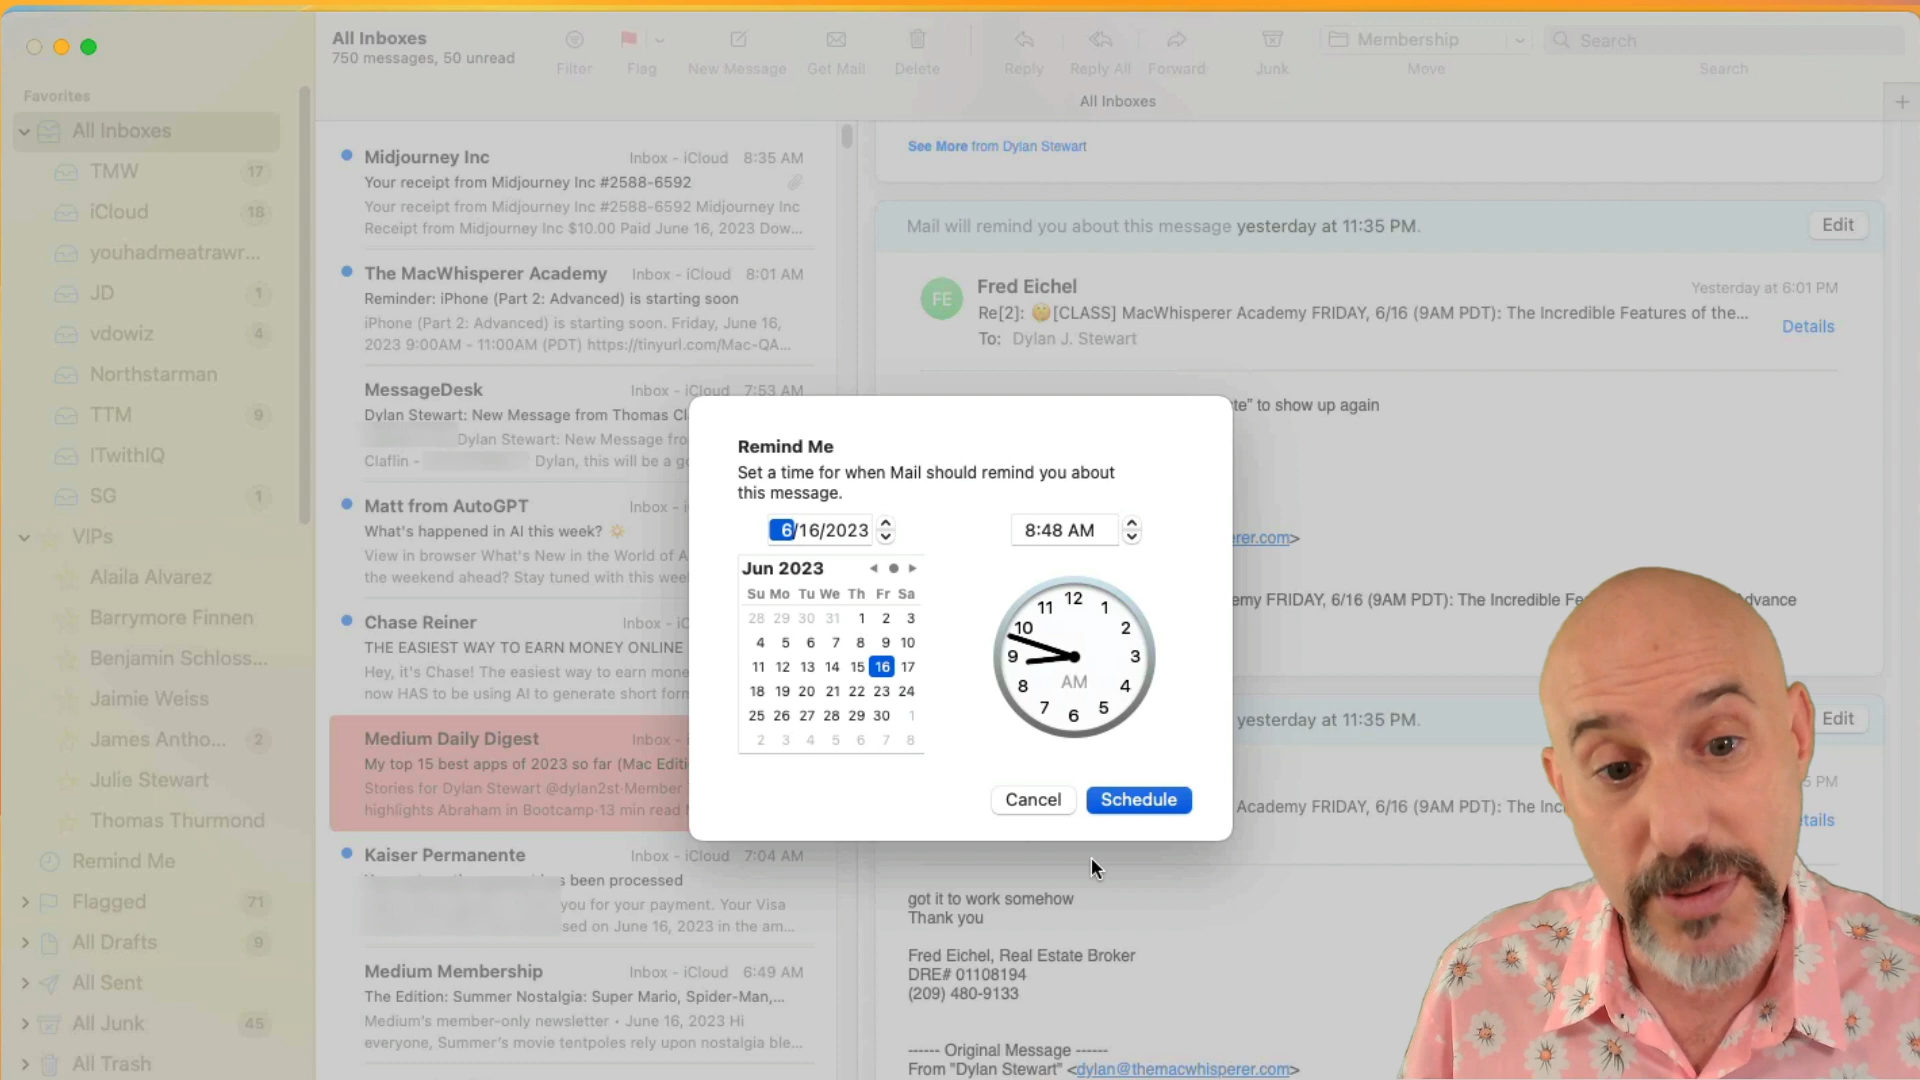 All Inboxes
750 messages, 50 unread
Filter
Flag
New Message
Get Mail
Delete
Reply
Reply All
Forward
Junk
Membership
Move
Search
Search
All Inboxes
Favorites
All Inboxes
TMW 17
iCloud 18
youhadmeatrawr...
JD 1
vdowiz 4
Northstarman
TTM 9
ITwithIQ
SG 1
VIPs
Alaila Alvarez
Barrymore Finnen
Benjamin Schloss...
Jaimie Weiss
James Antho... 2
Julie Stewart
Thomas Thurmond
Remind Me
Flagged 71
All Drafts 9
All Sent
All Junk 45
All Trash
Midjourney Inc Inbox - iCloud 8:35 AM
Your receipt from Midjourney Inc #2588-6592
Your receipt from Midjourney Inc #2588-6592 Midjourney Inc
Receipt from Midjourney Inc $10.00 Paid June 16, 2023 Dow...
The MacWhisperer Academy Inbox - iCloud 8:01 AM
Reminder: iPhone (Part 2: Advanced) is starting soon
iPhone (Part 2: Advanced) is starting soon. Friday, June 16,
2023 9:00AM - 11:00AM (PDT) https://tinyurl.com/Mac-QA...
MessageDesk Inbox - iCloud 7:53 AM
Dylan Stewart: New Message from Thomas Cl
Dylan Stewart: New Message fro
Claflin - Dylan, this will be a g
Matt from AutoGPT Inbox - i
What's happened in AI this week? ☀️
View in browser What's New in the World of A
the weekend ahead? Stay tuned with this wee
Chase Reiner Inbox - i
THE EASIEST WAY TO EARN MONEY ONLINE
Hey, it's Chase! The easiest way to earn mone
now HAS to be using AI to generate short for
Medium Daily Digest Inbox -
My top 15 best apps of 2023 so far (Mac Editi
Stories for Dylan Stewart @dylan2st·Member
highlights Abraham in Bootcamp·13 min read
Kaiser Permanente Inbox - iCloud 7:04 AM
s been processed
you for your payment. Your Visa
sed on June 16, 2023 in the am...
Medium Membership Inbox - iCloud 6:49 AM
The Edition: Summer Nostalgia: Super Mario, Spider-Man,...
Medium's member-only newsletter • June 16, 2023 Hi
everyone, Summer's movie tentpoles rely upon nostalgia ble...
See More from Dylan Stewart
Mail will remind you about this message yesterday at 11:35 PM. Edit
FE
Fred Eichel Yesterday at 6:01 PM
Re[2]: 🤫[CLASS] MacWhisperer Academy FRIDAY, 6/16 (9AM PDT): The Incredible Features of the...
Details
To: Dylan J. Stewart
te" to show up again
rer.com>
emy FRIDAY, 6/16 (9AM PDT): The Incredible Fe dvance
yesterday at 11:35 PM. Edit
5 PM
Academy FRIDAY, 6/16 (9AM PDT): The Inc
etails
got it to work somehow
Thank you
Fred Eichel, Real Estate Broker
DRE# 01108194
(209) 480-9133
------ Original Message ------
From "Dylan Stewart" <dylan@themacwhisperer.com>
Remind Me
Set a time for when Mail should remind you about
this message.
6/16/2023
8:48 AM
Jun 2023
Su Mo Tu We Th Fr Sa
28 29 30 31 1 2 3
4 5 6 7 8 9 10
11 12 13 14 15 16 17
18 19 20 21 22 23 24
25 26 27 28 29 30 1
2 3 4 5 6 7 8
12
11 1
10 2
9 3
AM
8 4
7 5
6
Cancel
Schedule